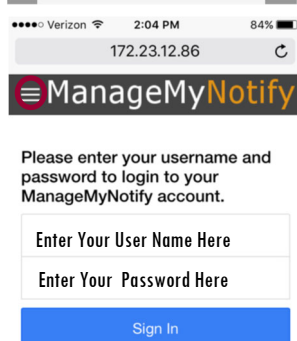 Verizon 2:04 PM 84%
172.23.12.86
ManageMyNotify
Please enter your username and
password to login to your
ManageMyNotify account.
Enter Your User Name Here
Enter Your Password Here
Sign In